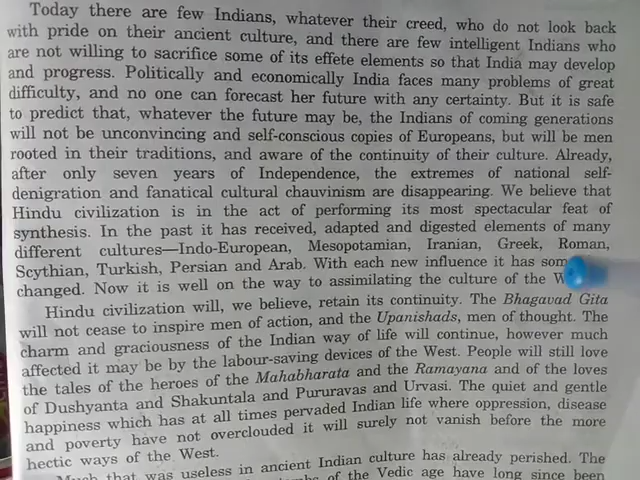 Today there are few Indians, whatever their creed, who do not look back
with pride on their ancient culture, and there are few intelligent Indians who
are not willing to sacrifice some of its effete elements so that India may develop
and progress. Politically and economically India faces many problems of great
difficulty, and no one can forecast her future with any certainty. But it is safe
to predict that, whatever the future may be, the Indians of coming generations
will not be unconvincing and self-conscious copies of Europeans, but will be men
rooted in their traditions, and aware of the continuity of their culture. Already,
after only seven years of Independence, the extremes of national self-
denigration and fanatical cultural chauvinism are disappearing. We believe that
Hindu civilization is in the act of performing its most spectacular feat of
synthesis. In the past it has received, adapted and digested elements of many
different cultures—Indo-European, Mesopotamian, Iranian, Greek, Roman,
Scythian, Turkish, Persian and Arab. With each new influence it has som
changed. Now it is well on the way to assimilating the culture of the W
Hindu civilization will, we believe, retain its continuity. The Bhagavad Gita
will not cease to inspire men of action, and the Upanishads, men of thought. The
charm and graciousness of the Indian way of life will continue, however much
affected it may be by the labour-saving devices of the West. People will still love
the tales of the heroes of the Mahabharata and the Ramayana and of the loves
of Dushyanta and Shakuntala and Pururavas and Urvasi. The quiet and gentle
happiness which has at all times pervaded Indian life where oppression, disease
and poverty have not overclouded it will surely not vanish before the more
hectic ways of the West.
Much that was useless in ancient Indian culture has already perished. The
of the Vedic age have long since been